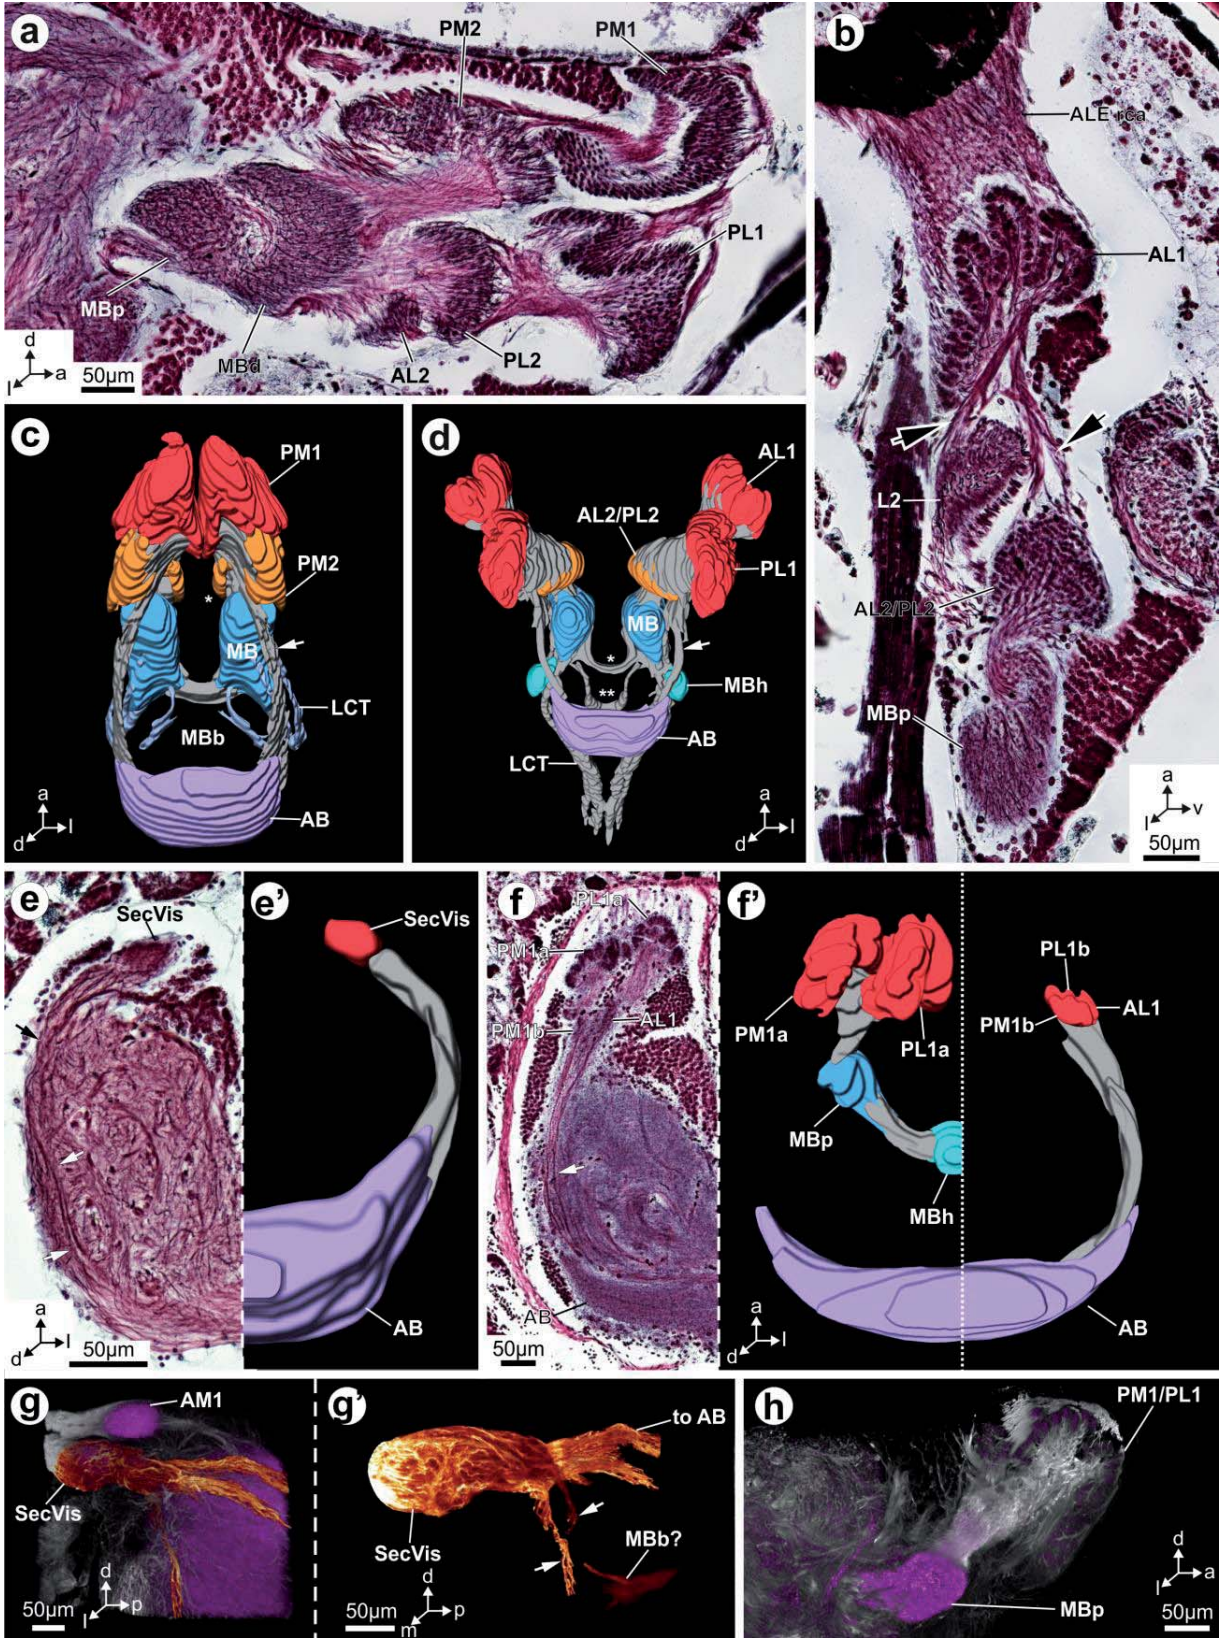 a
PM2
PM1
PL1
MBp
MBd
AL2
PL2
d
l
a
50µm
b
ALE rca
AL1
L2
AL2/PL2
MBp
a
l
v
50µm
c
PM1
PM2
*
MB
LCT
MBb
AB
a
d
l
d
AL1
AL2/PL2
PL1
MB
*
MBh
**
AB
LCT
a
d
l
e
SecVis
a
d
l
50µm
e'
SecVis
AB
f
PL1a
PM1a
PM1b
AL1
AB
50µm
f'
PM1a
PL1a
MBp
MBh
PL1b
PM1b
AL1
AB
a
d
l
g
AM1
SecVis
d
l
p
50µm
g'
to AB
SecVis
MBb?
d
p
m
50µm
h
PM1/PL1
MBp
d
a
l
50µm